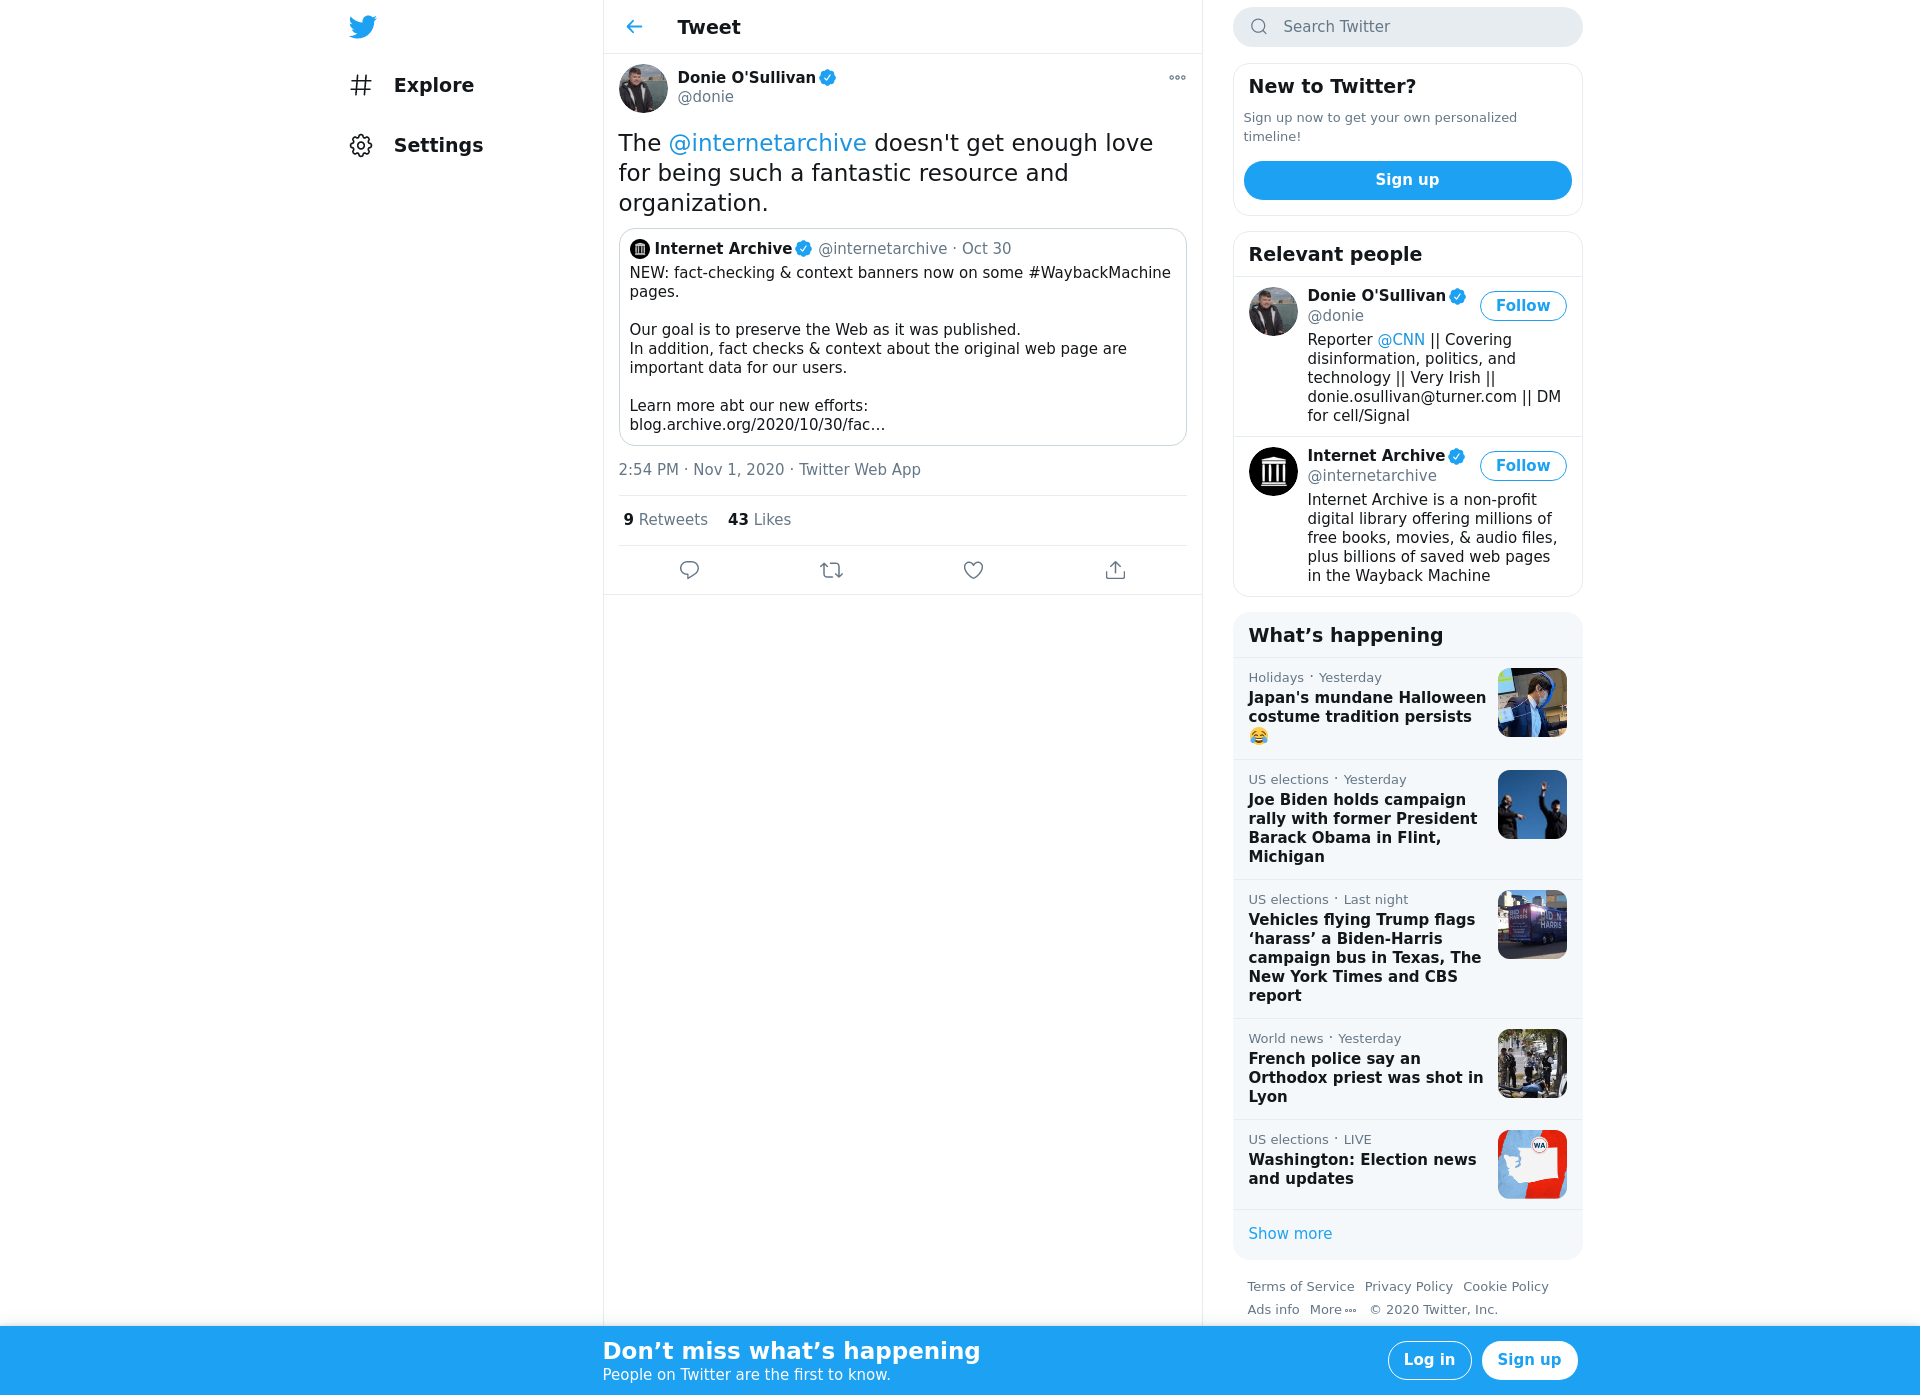 Explore
Settings
Tweet
Donie O'Sullivan
@donie
The @internetarchive doesn't get enough love
for being such a fantastic resource and
organization.
Internet Archive @internetarchive · Oct 30
NEW: fact-checking & context banners now on some #WaybackMachine
pages.
Our goal is to preserve the Web as it was published.
In addition, fact checks & context about the original web page are
important data for our users.
Learn more abt our new efforts:
blog.archive.org/2020/10/30/fac…
2:54 PM · Nov 1, 2020 · Twitter Web App
9 Retweets 43 Likes
Search Twitter
New to Twitter?
Sign up now to get your own personalized
timeline!
Sign up
Relevant people
Donie O'Sullivan
@donie
Follow
Reporter @CNN || Covering
disinformation, politics, and
technology || Very Irish ||
donie.osullivan@turner.com || DM
for cell/Signal
Internet Archive
@internetarchive
Follow
Internet Archive is a non-profit
digital library offering millions of
free books, movies, & audio files,
plus billions of saved web pages
in the Wayback Machine
What’s happening
Holidays · Yesterday
Japan's mundane Halloween
costume tradition persists
😂
US elections · Yesterday
Joe Biden holds campaign
rally with former President
Barack Obama in Flint,
Michigan
US elections · Last night
Vehicles flying Trump flags
‘harass’ a Biden-Harris
campaign bus in Texas, The
New York Times and CBS
report
World news · Yesterday
French police say an
Orthodox priest was shot in
Lyon
US elections · LIVE
Washington: Election news
and updates
WA
Show more
Terms of Service Privacy Policy Cookie Policy
Ads info More © 2020 Twitter, Inc.
Don’t miss what’s happening
People on Twitter are the first to know.
Log in
Sign up